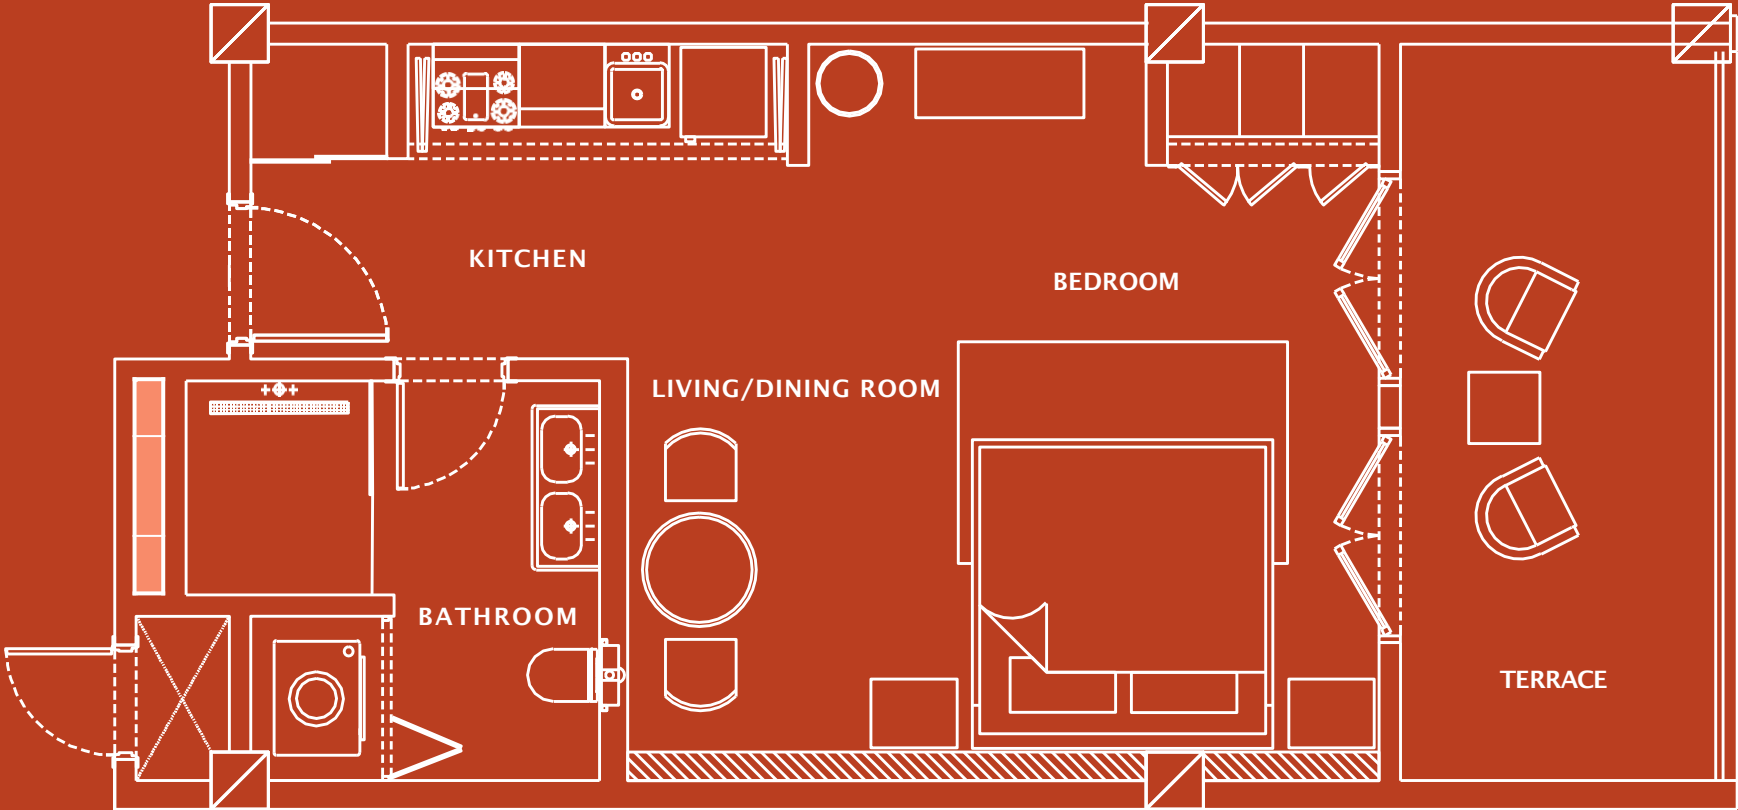 KITCHEN
BEDROOM
LIVING/DINING ROOM
BATHROOM
TERRACE